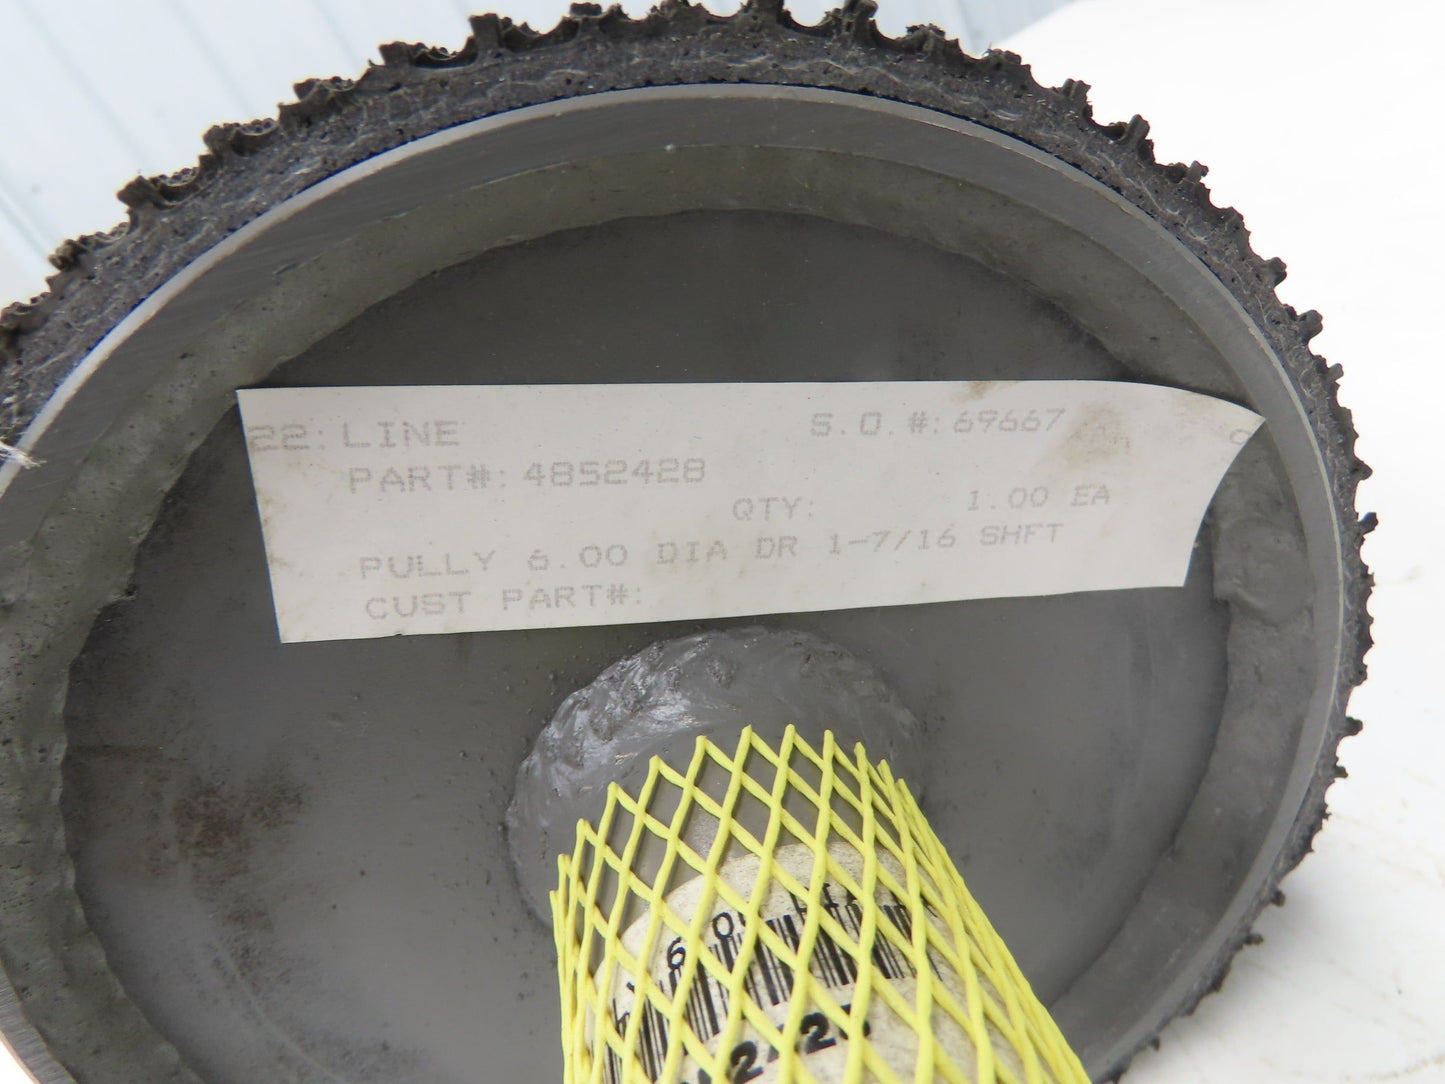 22: LINE S.O.#: 69667
PART#: 4852428
QTY: 1.00 EA
PULLY 6.00 DIA DR 1-7/16 SHFT
CUST PART#: